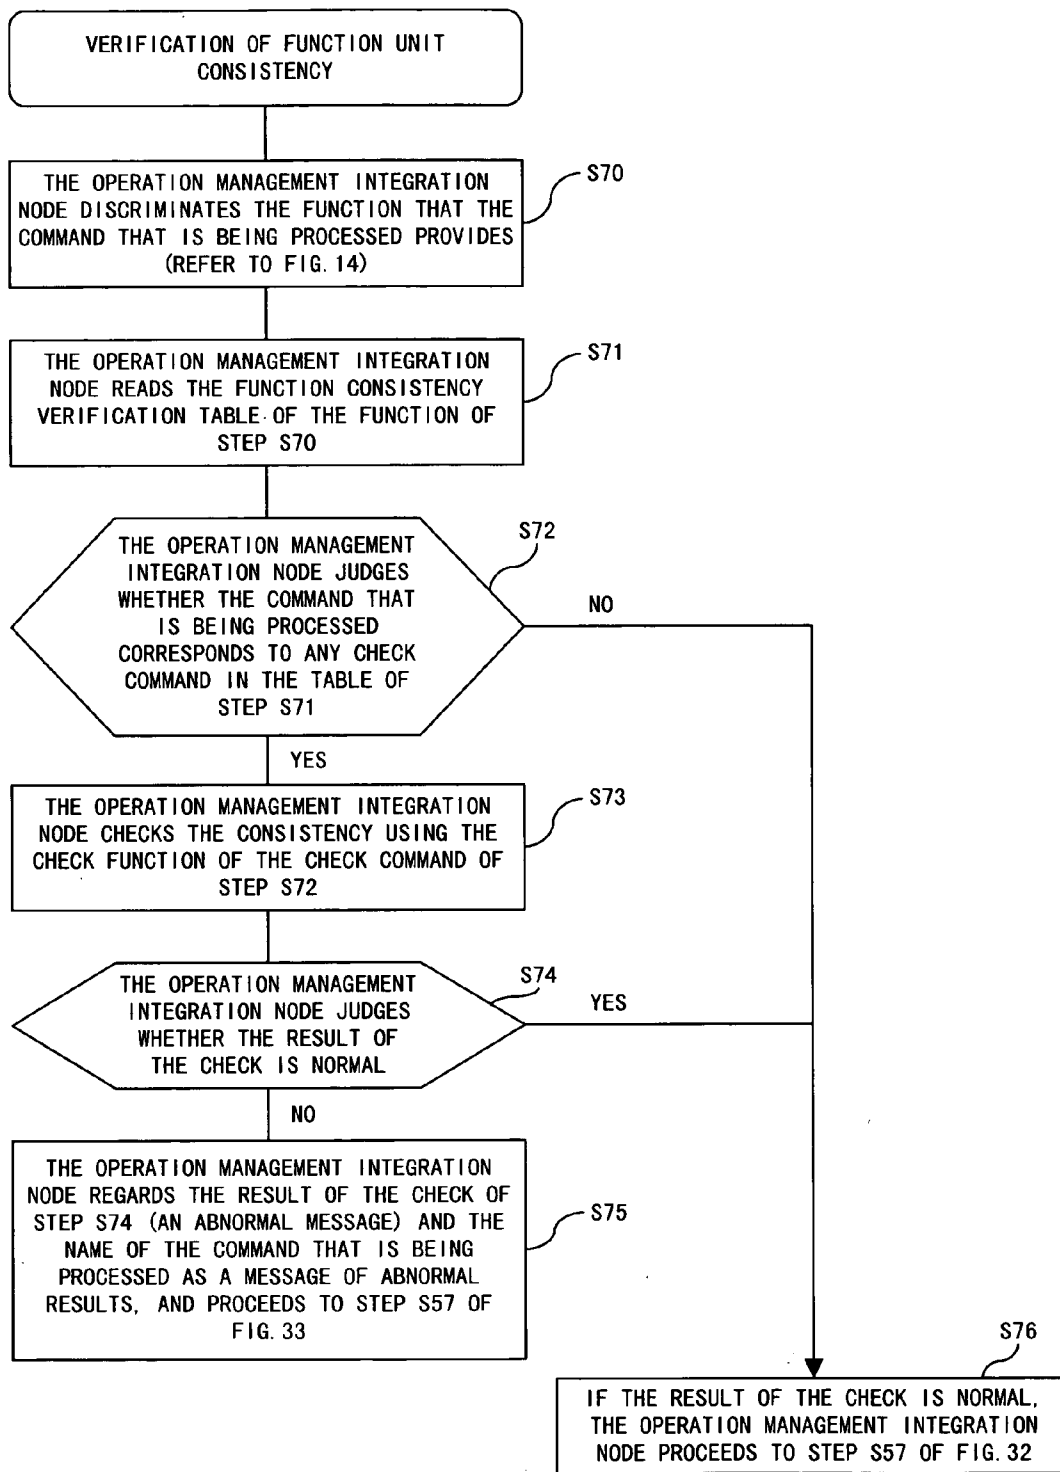 VERIFICATION OF FUNCTION UNIT
CONSISTENCY
S70
THE OPERATION MANAGEMENT INTEGRATION
NODE DISCRIMINATES THE FUNCTION THAT THE
COMMAND THAT IS BEING PROCESSED PROVIDES
(REFER TO FIG. 14)
S71
THE OPERATION MANAGEMENT INTEGRATION
NODE READS THE FUNCTION CONSISTENCY
VERIFICATION TABLE OF THE FUNCTION OF
STEP S70
S72
THE OPERATION MANAGEMENT
INTEGRATION NODE JUDGES
WHETHER THE COMMAND THAT
IS BEING PROCESSED
CORRESPONDS TO ANY CHECK
COMMAND IN THE TABLE OF
STEP S71
NO
YES
S73
THE OPERATION MANAGEMENT INTEGRATION
NODE CHECKS THE CONSISTENCY USING THE
CHECK FUNCTION OF THE CHECK COMMAND OF
STEP S72
S74
THE OPERATION MANAGEMENT
INTEGRATION NODE JUDGES
WHETHER THE RESULT OF
THE CHECK IS NORMAL
YES
NO
S75
THE OPERATION MANAGEMENT INTEGRATION
NODE REGARDS THE RESULT OF THE CHECK OF
STEP S74 (AN ABNORMAL MESSAGE) AND THE
NAME OF THE COMMAND THAT IS BEING
PROCESSED AS A MESSAGE OF ABNORMAL
RESULTS, AND PROCEEDS TO STEP S57 OF
FIG. 33
S76
IF THE RESULT OF THE CHECK IS NORMAL,
THE OPERATION MANAGEMENT INTEGRATION
NODE PROCEEDS TO STEP S57 OF FIG. 32